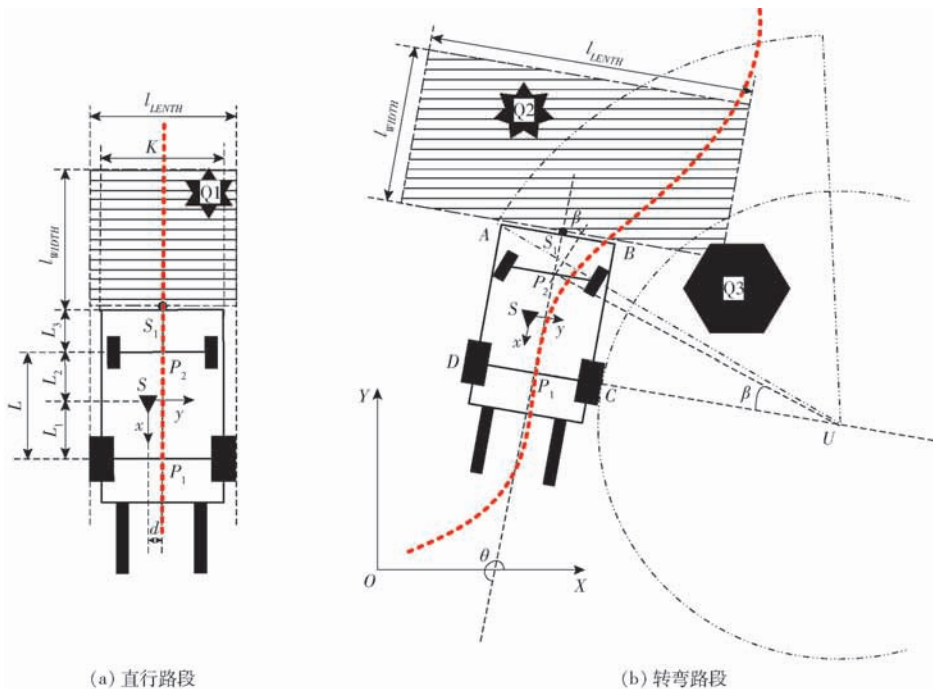 l_LENTH
K
Q1
l_WIDTH
L_3
S_1
P_2
L
L_2
S
y
x
L_1
P_1
d
(a) 直行路段
l_LENTH
Q2
l_WIDTH
A
β
S_1
B
P_2
Q3
S
y
x
D
P_1
C
β
U
Y
θ
O
X
(b) 转弯路段